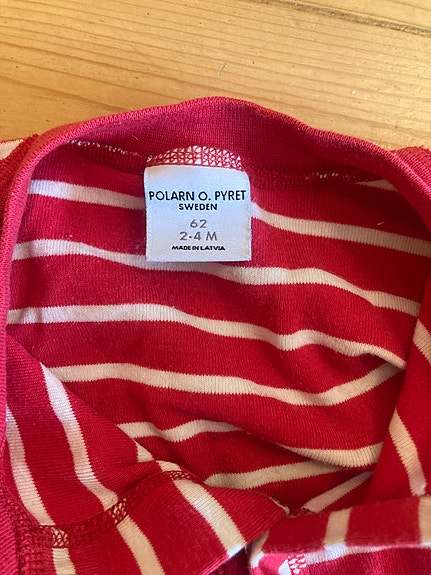 POLARN O. PYRET
SWEDEN
62
2-4 M
MADE IN LATVIA